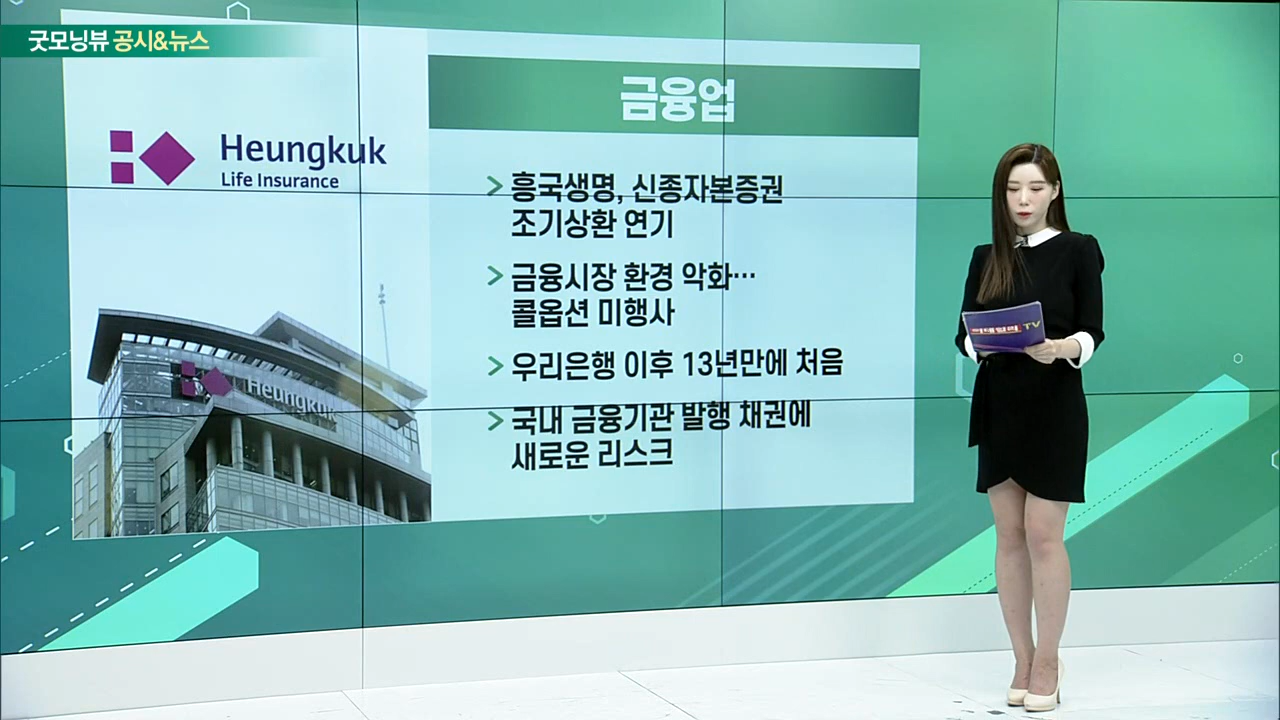 굿모닝뷰 공시&뉴스
Heungkuk
Life Insurance
Heungkuk
금융업
> 흥국생명, 신종자본증권
조기상환 연기
> 금융시장 환경 악화…
콜옵션 미행사
> 우리은행 이후 13년만에 처음
> 국내 금융기관 발행 채권에
새로운 리스크
TV